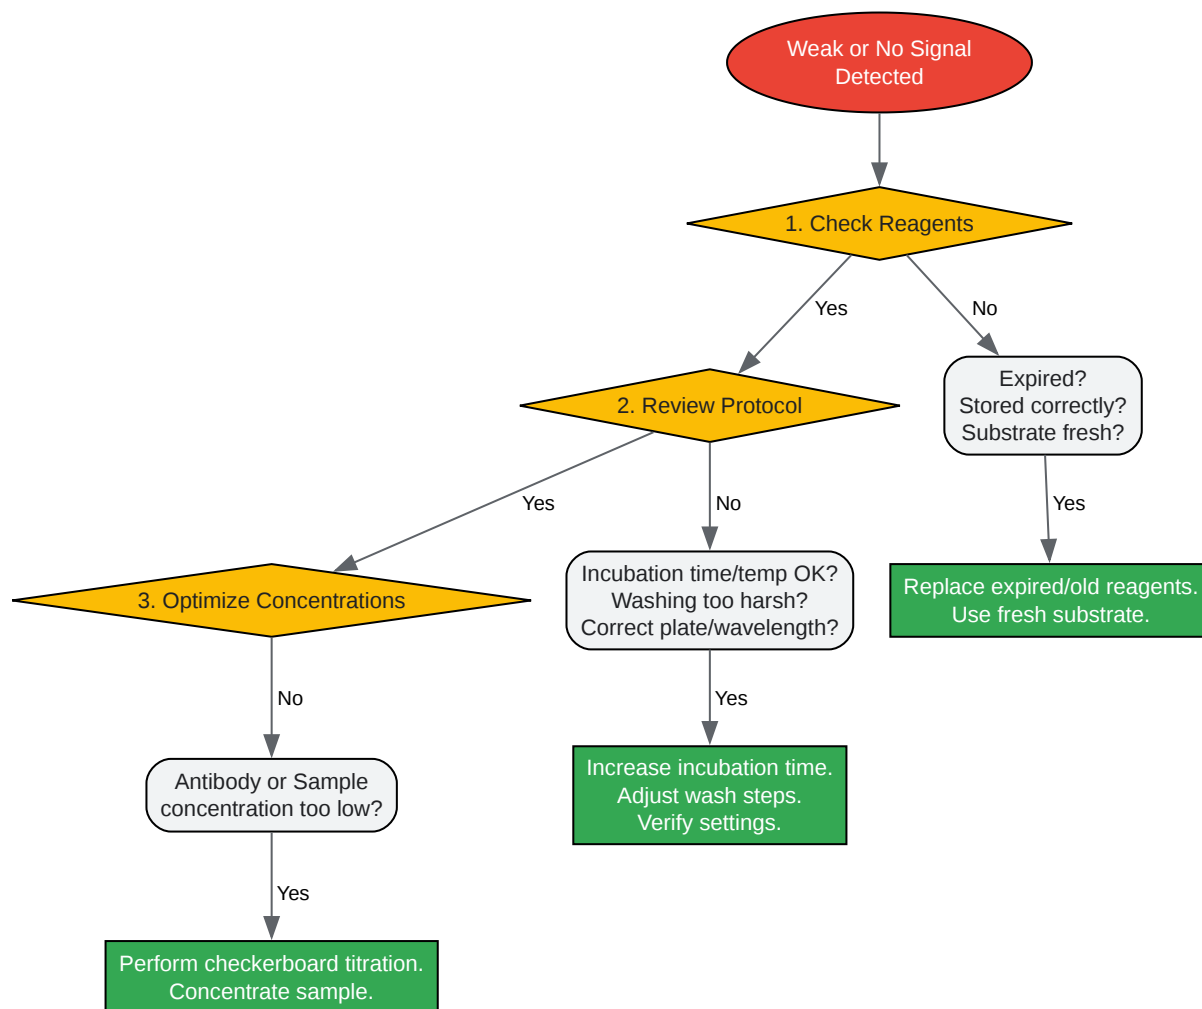 Weak or No Signal
Detected
1. Check Reagents
Yes
No
2. Review Protocol
Expired?
Stored correctly?
Substrate fresh?
Yes
No
Yes
3. Optimize Concentrations
Incubation time/temp OK?
Washing too harsh?
Correct plate/wavelength?
Replace expired/old reagents.
Use fresh substrate.
No
Yes
Antibody or Sample
concentration too low?
Increase incubation time.
Adjust wash steps.
Verify settings.
Yes
Perform checkerboard titration.
Concentrate sample.